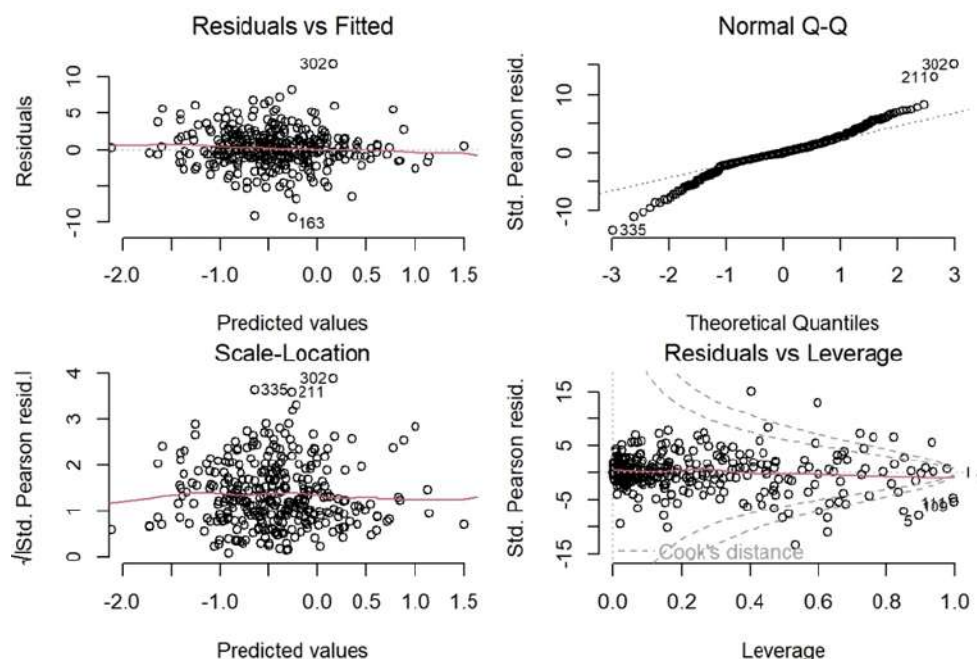 Residuals vs Fitted
Residuals
10
5
0
-10
302
163
-2.0 -1.0 0.0 0.5 1.0 1.5
Predicted values
Normal Q-Q
Std. Pearson resid.
10
0
-10
302
211
335
-3 -2 -1 0 1 2 3
Theoretical Quantiles
Scale-Location
√|Std. Pearson resid.|
4
3
2
1
0
302
335
211
-2.0 -1.0 0.0 0.5 1.0 1.5
Predicted values
Residuals vs Leverage
Std. Pearson resid.
15
5
-5
-15
5
109
Cook's distance
0.0 0.2 0.4 0.6 0.8 1.0
Leverage